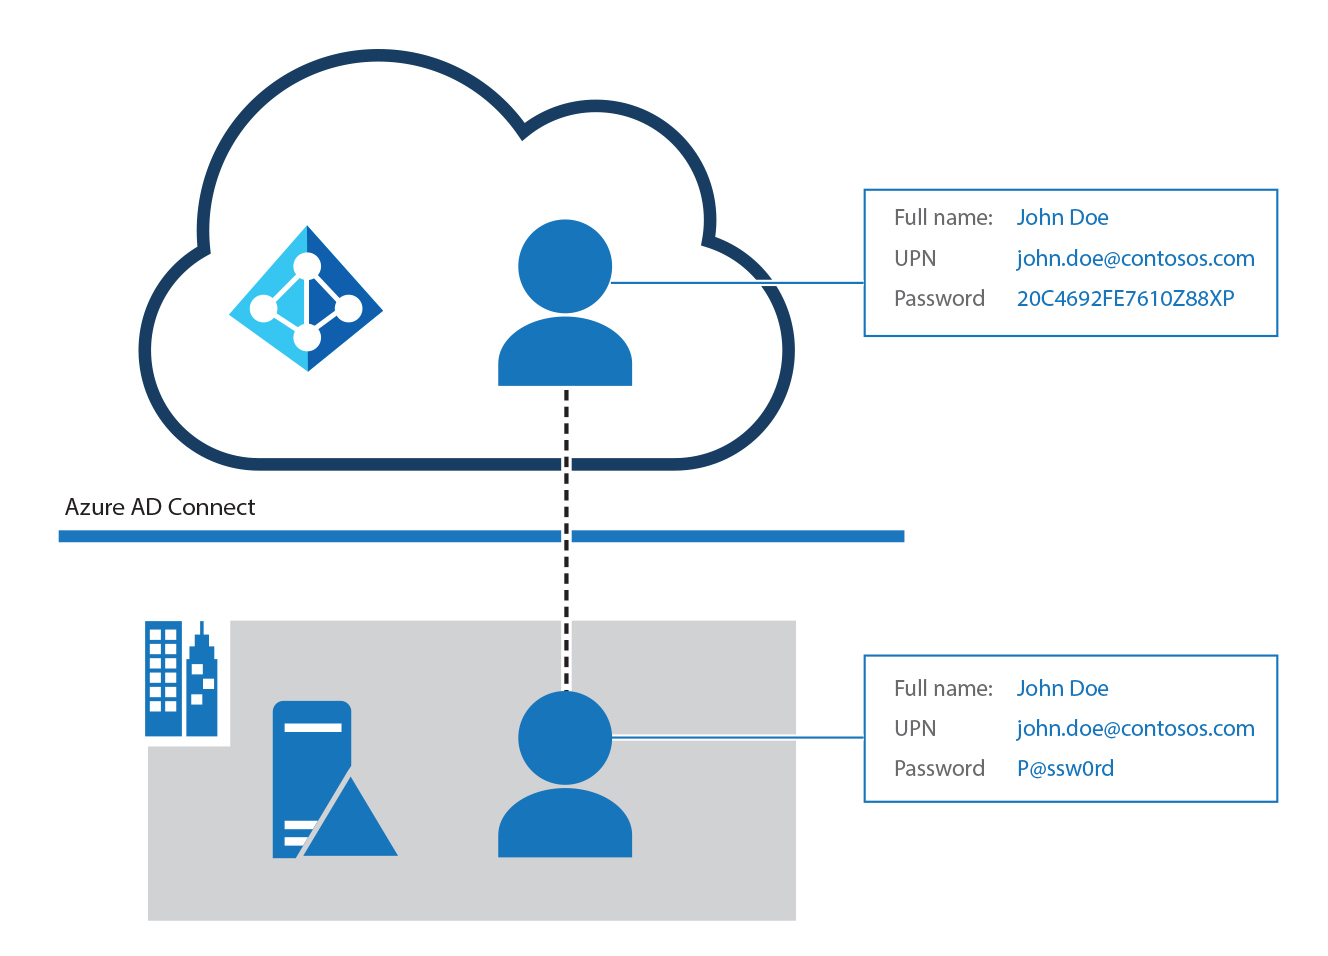 Full name: John Doe
UPN john.doe@contosos.com
Password 20C4692FE7610Z88XP
Azure AD Connect
Full name: John Doe
UPN john.doe@contosos.com
Password P@ssw0rd